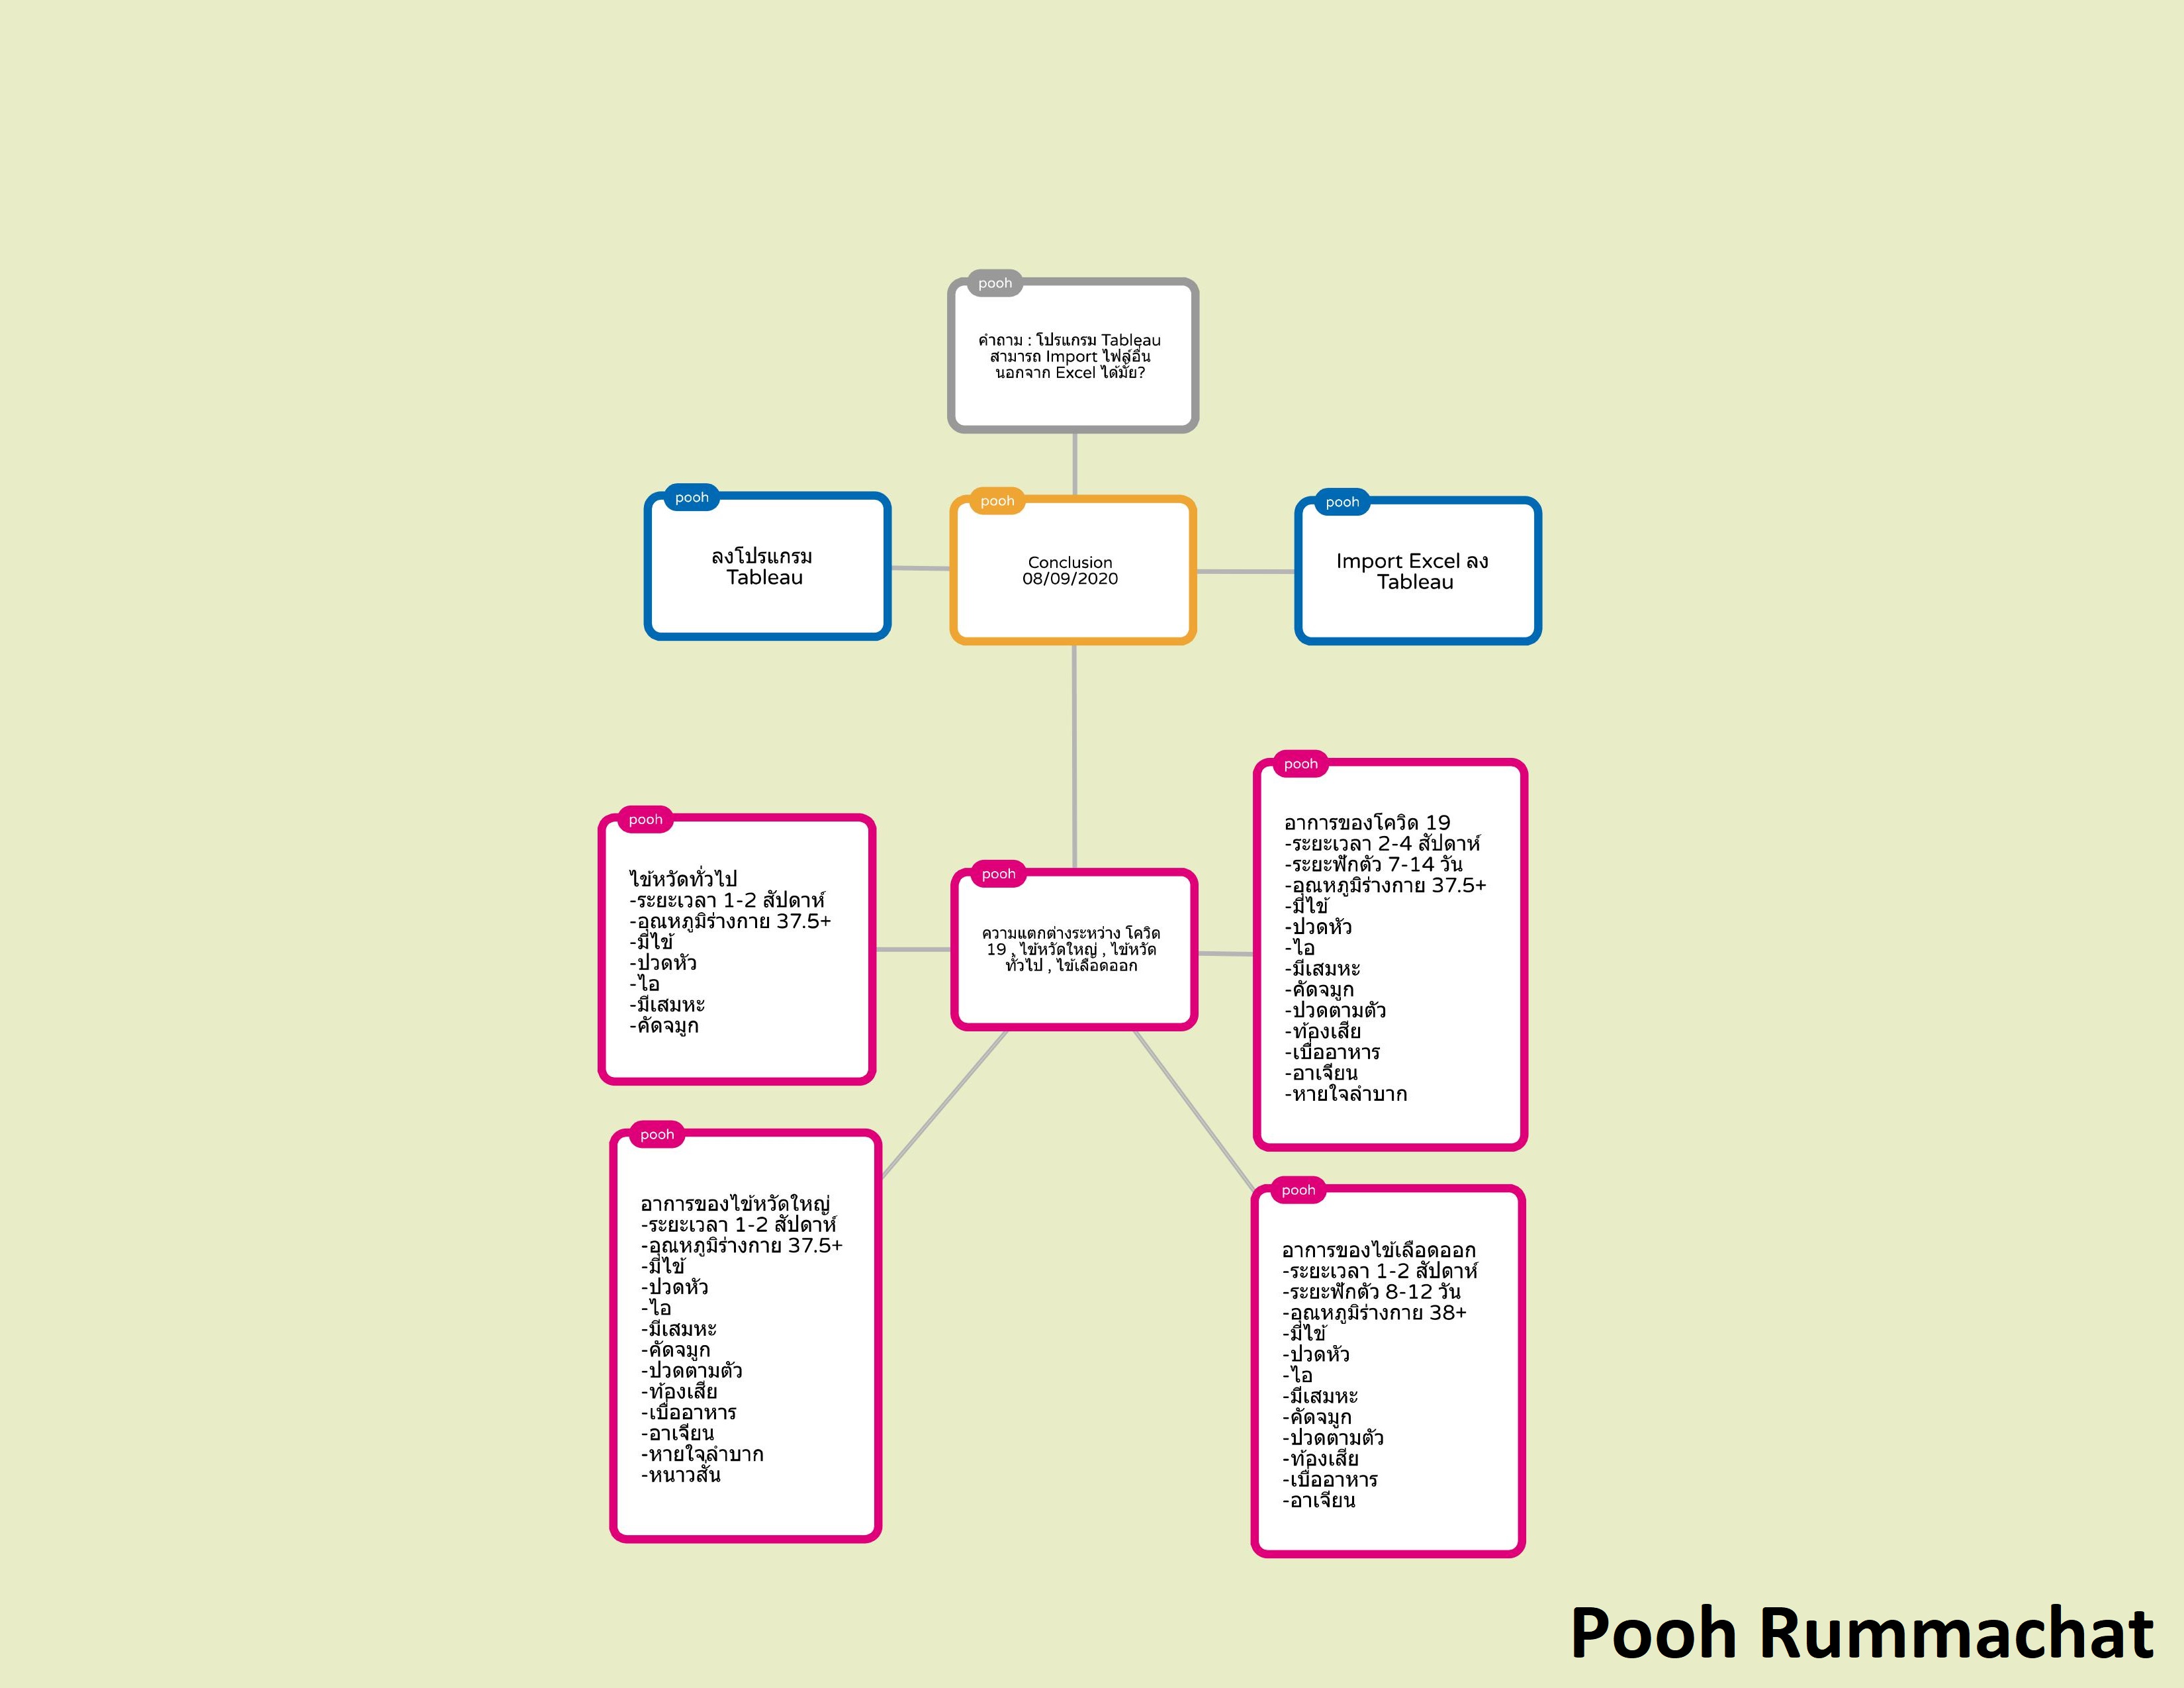 pooh
คำถาม : โปรแกรม Tableau
สามารถ Import ไฟล์อื่น
นอกจาก Excel ได้มั้ย?
pooh
ลงโปรแกรม
Tableau
pooh
Conclusion
08/09/2020
pooh
Import Excel ลง
Tableau
pooh
ไข้หวัดทั่วไป
-ระยะเวลา 1-2 สัปดาห์
-อุณหภูมิร่างกาย 37.5+
-มีไข้
-ปวดหัว
-ไอ
-มีเสมหะ
-คัดจมูก
pooh
ความแตกต่างระหว่าง โควิด
19 , ไข้หวัดใหญ่ , ไข้หวัด
ทั่วไป , ไข้เลือดออก
pooh
อาการของโควิด 19
-ระยะเวลา 2-4 สัปดาห์
-ระยะฟักตัว 7-14 วัน
-อุณหภูมิร่างกาย 37.5+
-มีไข้
-ปวดหัว
-ไอ
-มีเสมหะ
-คัดจมูก
-ปวดตามตัว
-ท้องเสีย
-เบื่ออาหาร
-อาเจียน
-หายใจลำบาก
pooh
อาการของไข้หวัดใหญ่
-ระยะเวลา 1-2 สัปดาห์
-อุณหภูมิร่างกาย 37.5+
-มีไข้
-ปวดหัว
-ไอ
-มีเสมหะ
-คัดจมูก
-ปวดตามตัว
-ท้องเสีย
-เบื่ออาหาร
-อาเจียน
-หายใจลำบาก
-หนาวสั่น
pooh
อาการของไข้เลือดออก
-ระยะเวลา 1-2 สัปดาห์
-ระยะฟักตัว 8-12 วัน
-อุณหภูมิร่างกาย 38+
-มีไข้
-ปวดหัว
-ไอ
-มีเสมหะ
-คัดจมูก
-ปวดตามตัว
-ท้องเสีย
-เบื่ออาหาร
-อาเจียน
Pooh Rummachat